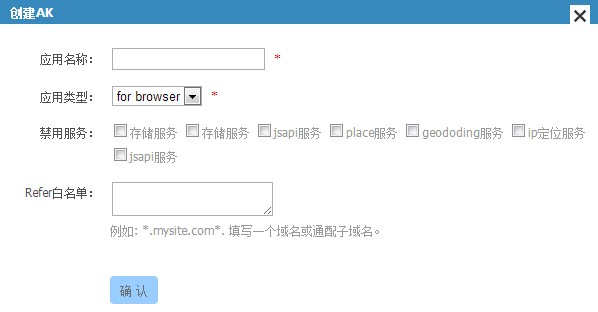 创建AK
应用名称： *
应用类型： for browser *
禁用服务： 存储服务 存储服务 jsapi服务 place服务 geododing服务 ip定位服务
jsapi服务
Refer白名单：
例如: *.mysite.com*. 填写一个域名或通配子域名。
确 认